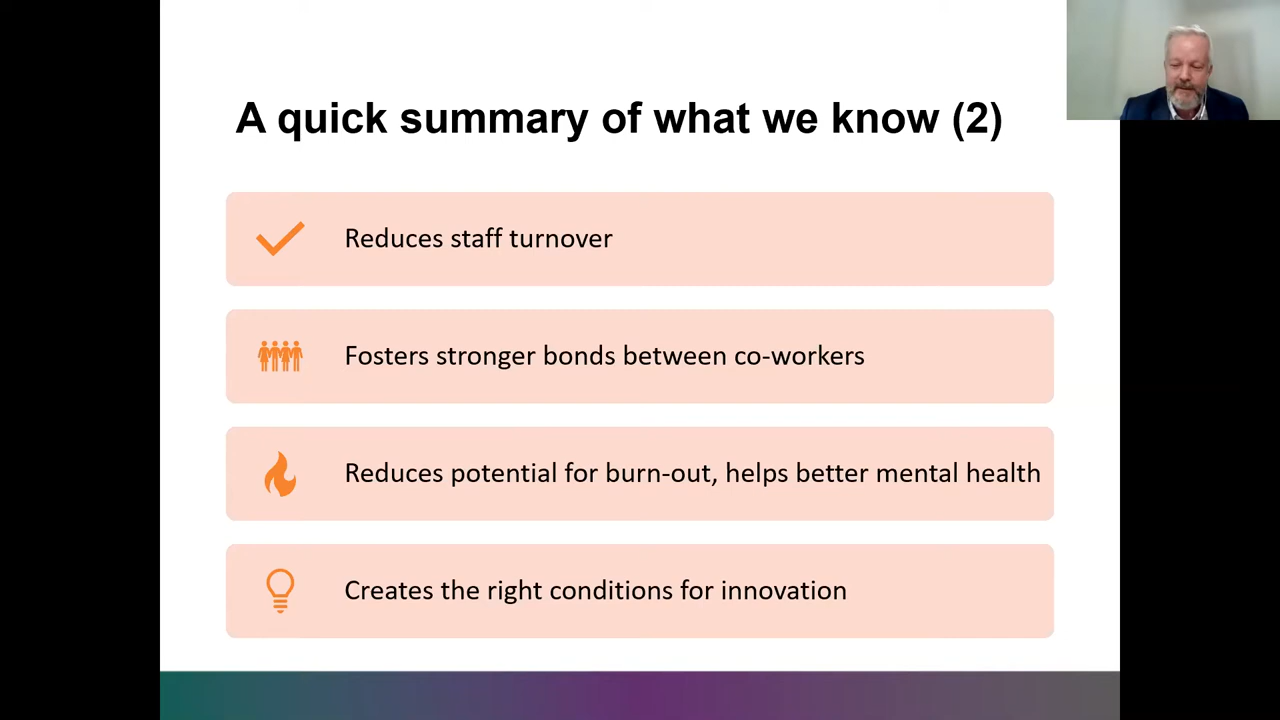 A quick summary of what we know (2)
Reduces staff turnover
Fosters stronger bonds between co-workers
Reduces potential for burn-out, helps better mental health
Creates the right conditions for innovation